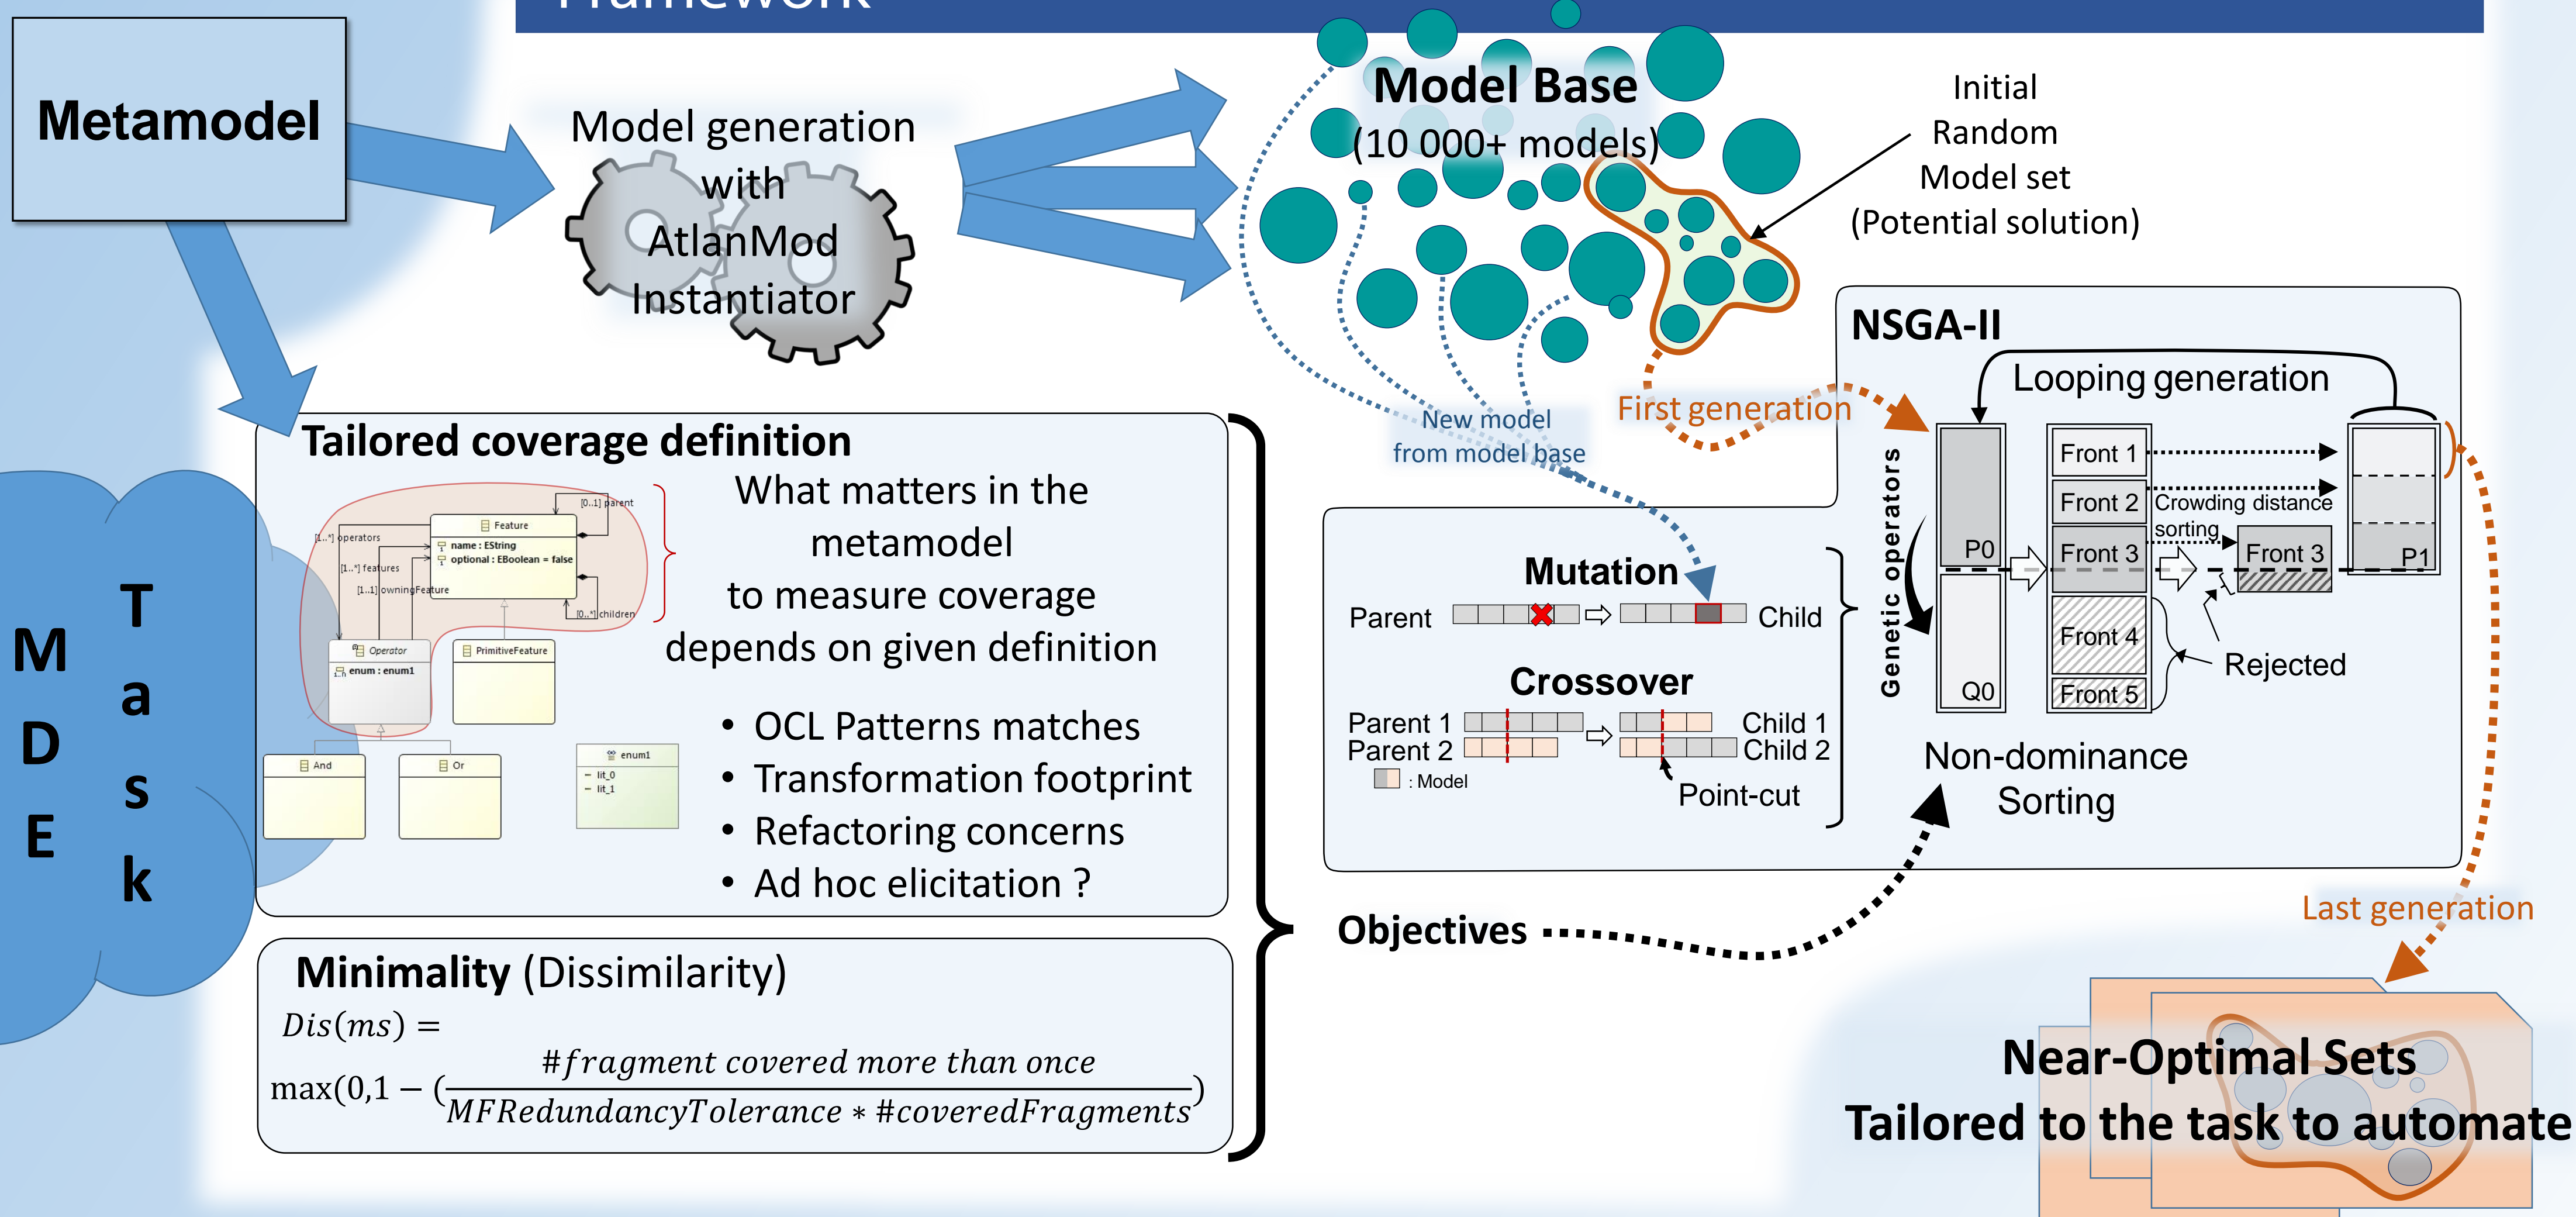 Framework
Metamodel
Model generation
with
AtlanMod
Instantiator
Model Base
(10 000+ models)
Initial
Random
Model set
(Potential solution)
MDE
Task
Tailored coverage definition
What matters in the
metamodel
to measure coverage
depends on given definition
• OCL Patterns matches
• Transformation footprint
• Refactoring concerns
• Ad hoc elicitation ?
[0..1] parent
Feature
name : EString
optional : EBoolean = false
[1..*] operators
[1..*] features
[1..1] owningFeature
[0..*] children
Operator
enum : enum1
PrimitiveFeature
And
Or
enum1
lit_0
lit_1
Minimality (Dissimilarity)
Dis(ms) =
max(0,1 − (#fragment covered more than once / MFRedundancyTolerance * #coveredFragments)
Objectives
New model
from model base
First generation
NSGA-II
Looping generation
Genetic operators
P0
Q0
Front 1
Front 2
Front 3
Front 4
Front 5
Crowding distance
sorting
Front 3
P1
Rejected
Non-dominance
Sorting
Mutation
Parent
Child
Crossover
Parent 1
Child 1
Parent 2
Child 2
: Model
Point-cut
Last generation
Near-Optimal Sets
Tailored to the task to automate